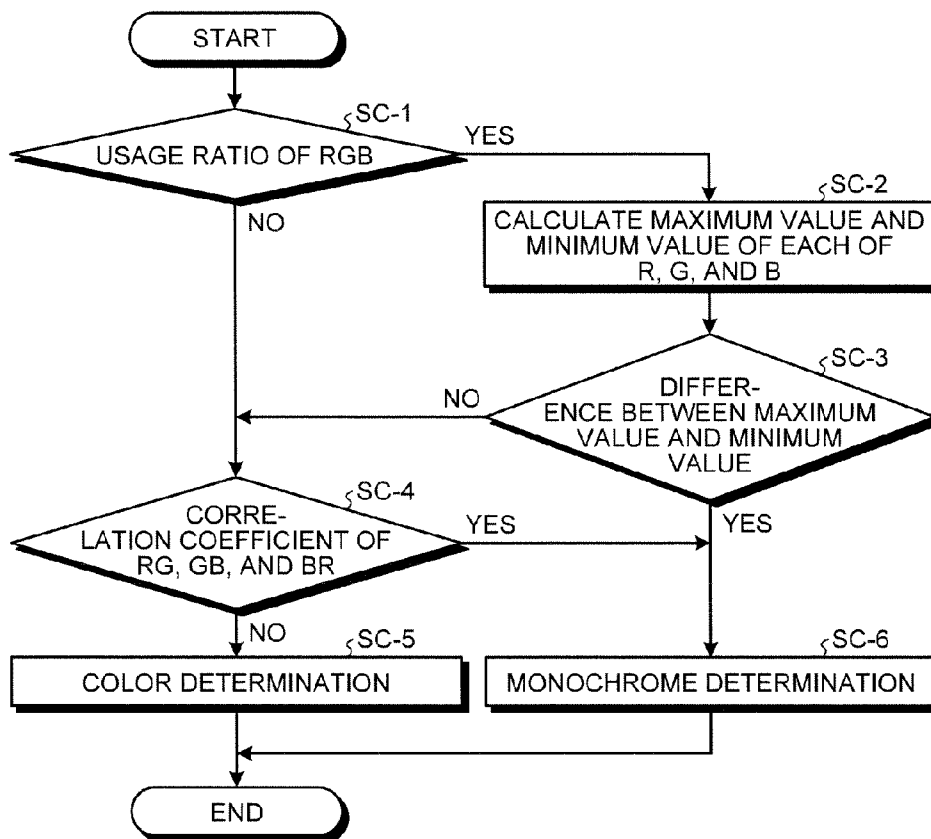 START
SC-1
USAGE RATIO OF RGB
YES
NO
SC-2
CALCULATE MAXIMUM VALUE AND
MINIMUM VALUE OF EACH OF
R, G, AND B
SC-3
DIFFER-
ENCE BETWEEN MAXIMUM
VALUE AND MINIMUM
VALUE
NO
YES
SC-4
CORRE-
LATION COEFFICIENT OF
RG, GB, AND BR
YES
NO
SC-5
COLOR DETERMINATION
SC-6
MONOCHROME DETERMINATION
END